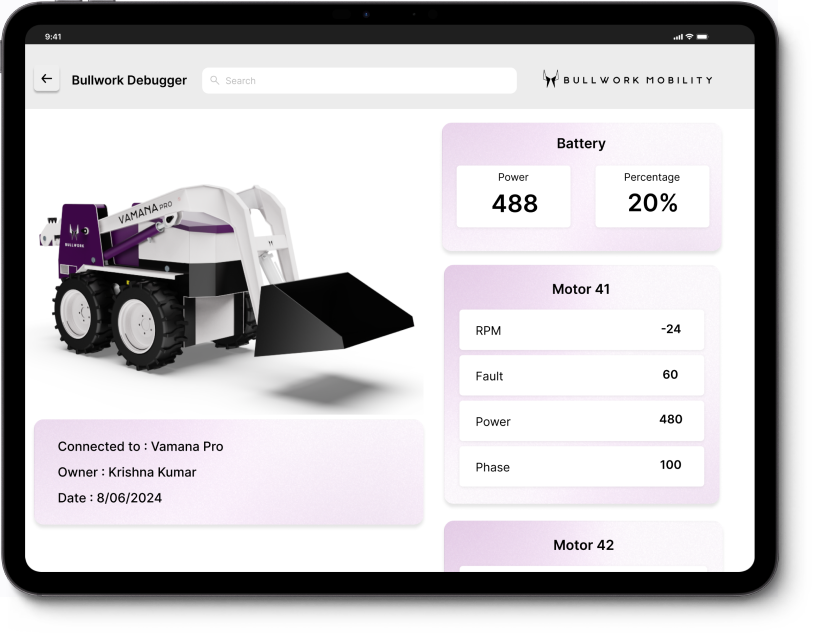 9:41
Bullwork Debugger
Search
BULLWORK MOBILITY
VAMANA PRO
BULLWORK
Battery
Power
488
Percentage
20%
Motor 41
RPM -24
Fault 60
Power 480
Phase 100
Motor 42
Connected to : Vamana Pro
Owner : Krishna Kumar
Date : 8/06/2024